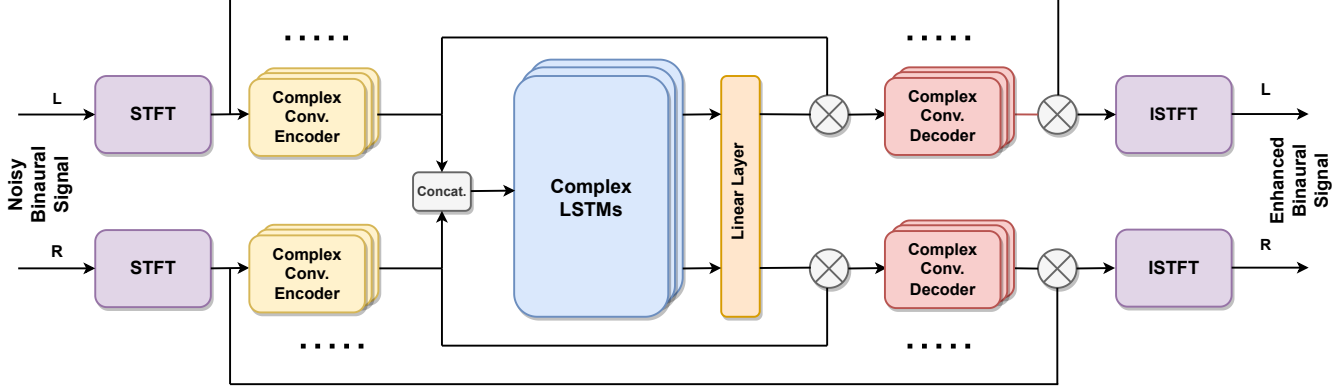 L
STFT
Complex
Conv.
Encoder
Complex
Conv.
Decoder
ISTFT
L
Noisy
Binaural
Signal
Concat.
Complex
LSTMs
Linear Layer
Enhanced
Binaural
Signal
R
STFT
Complex
Conv.
Encoder
Complex
Conv.
Decoder
ISTFT
R